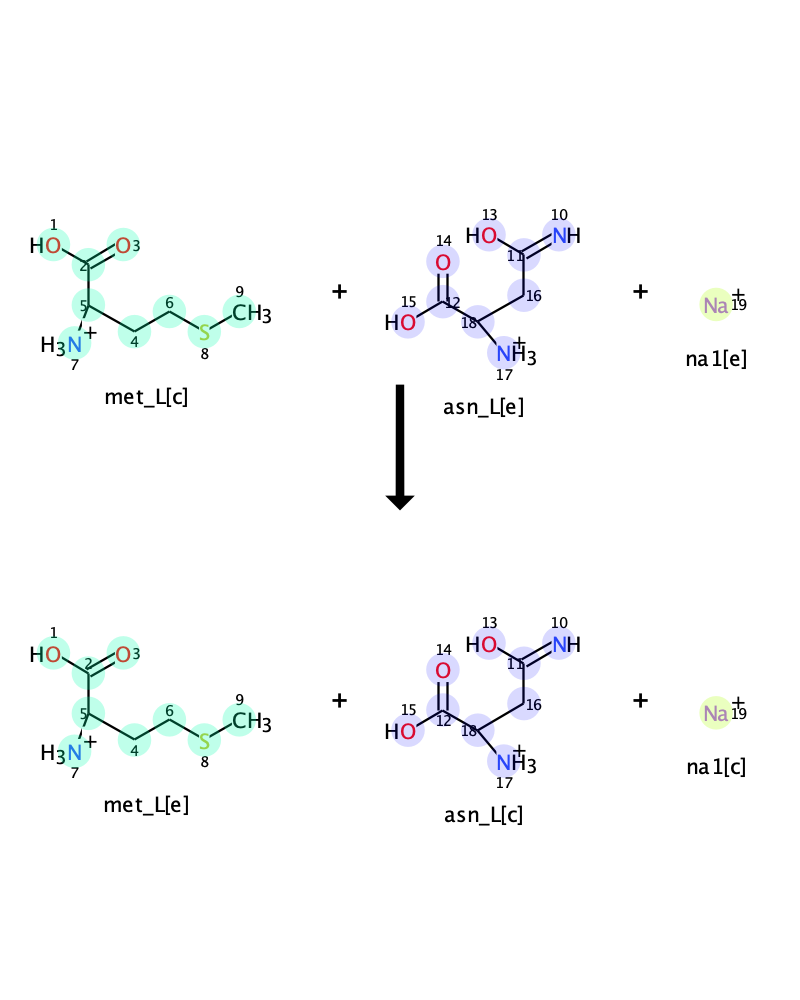 1
HO
O 3
2
5
+
H3N
7
4
6
S
8
9
CH3
met_L[c]
+
13
HO
10
NH
14
O
11
15
HO
12
16
18
+
NH3
17
asn_L[e]
+
Na
+
19
na1[e]
1
HO
O 3
2
5
+
H3N
7
4
6
S
8
9
CH3
met_L[e]
+
13
HO
10
NH
14
O
11
15
HO
12
16
18
+
NH3
17
asn_L[c]
+
Na
+
19
na1[c]